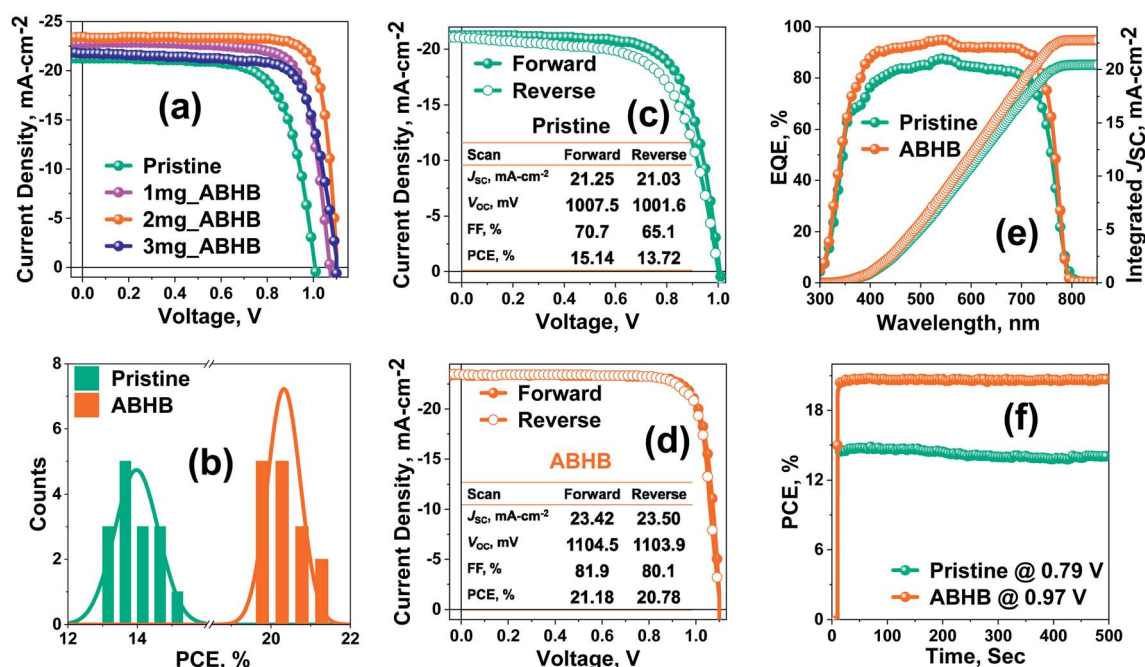 -25
-20
-15
-10
-5
0
0.0 0.2 0.4 0.6 0.8 1.0
Current Density, mA-cm-2
Voltage, V
(a)
Pristine
1mg_ABHB
2mg_ABHB
3mg_ABHB
-20
-15
-10
-5
0
0.0 0.2 0.4 0.6 0.8 1.0
Current Density, mA-cm-2
Voltage, V
Forward
Reverse
(c)
Pristine
Scan Forward Reverse
JSC, mA-cm-2 21.25 21.03
VOC, mV 1007.5 1001.6
FF, % 70.7 65.1
PCE, % 15.14 13.72
100
80
60
40
20
0
300 400 500 600 700 800
EQE, %
Wavelength, nm
Pristine
ABHB
(e)
20
15
10
5
0
Integrated JSC, mA-cm-2
8
6
4
2
0
12 14 20 22
Counts
PCE, %
Pristine
ABHB
(b)
-20
-15
-10
-5
0
0.0 0.2 0.4 0.6 0.8 1.0
Current Density, mA-cm-2
Voltage, V
Forward
Reverse
(d)
ABHB
Scan Forward Reverse
JSC, mA-cm-2 23.42 23.50
VOC, mV 1104.5 1103.9
FF, % 81.9 80.1
PCE, % 21.18 20.78
18
12
6
0
0 100 200 300 400 500
PCE, %
Time, Sec
(f)
Pristine @ 0.79 V
ABHB @ 0.97 V